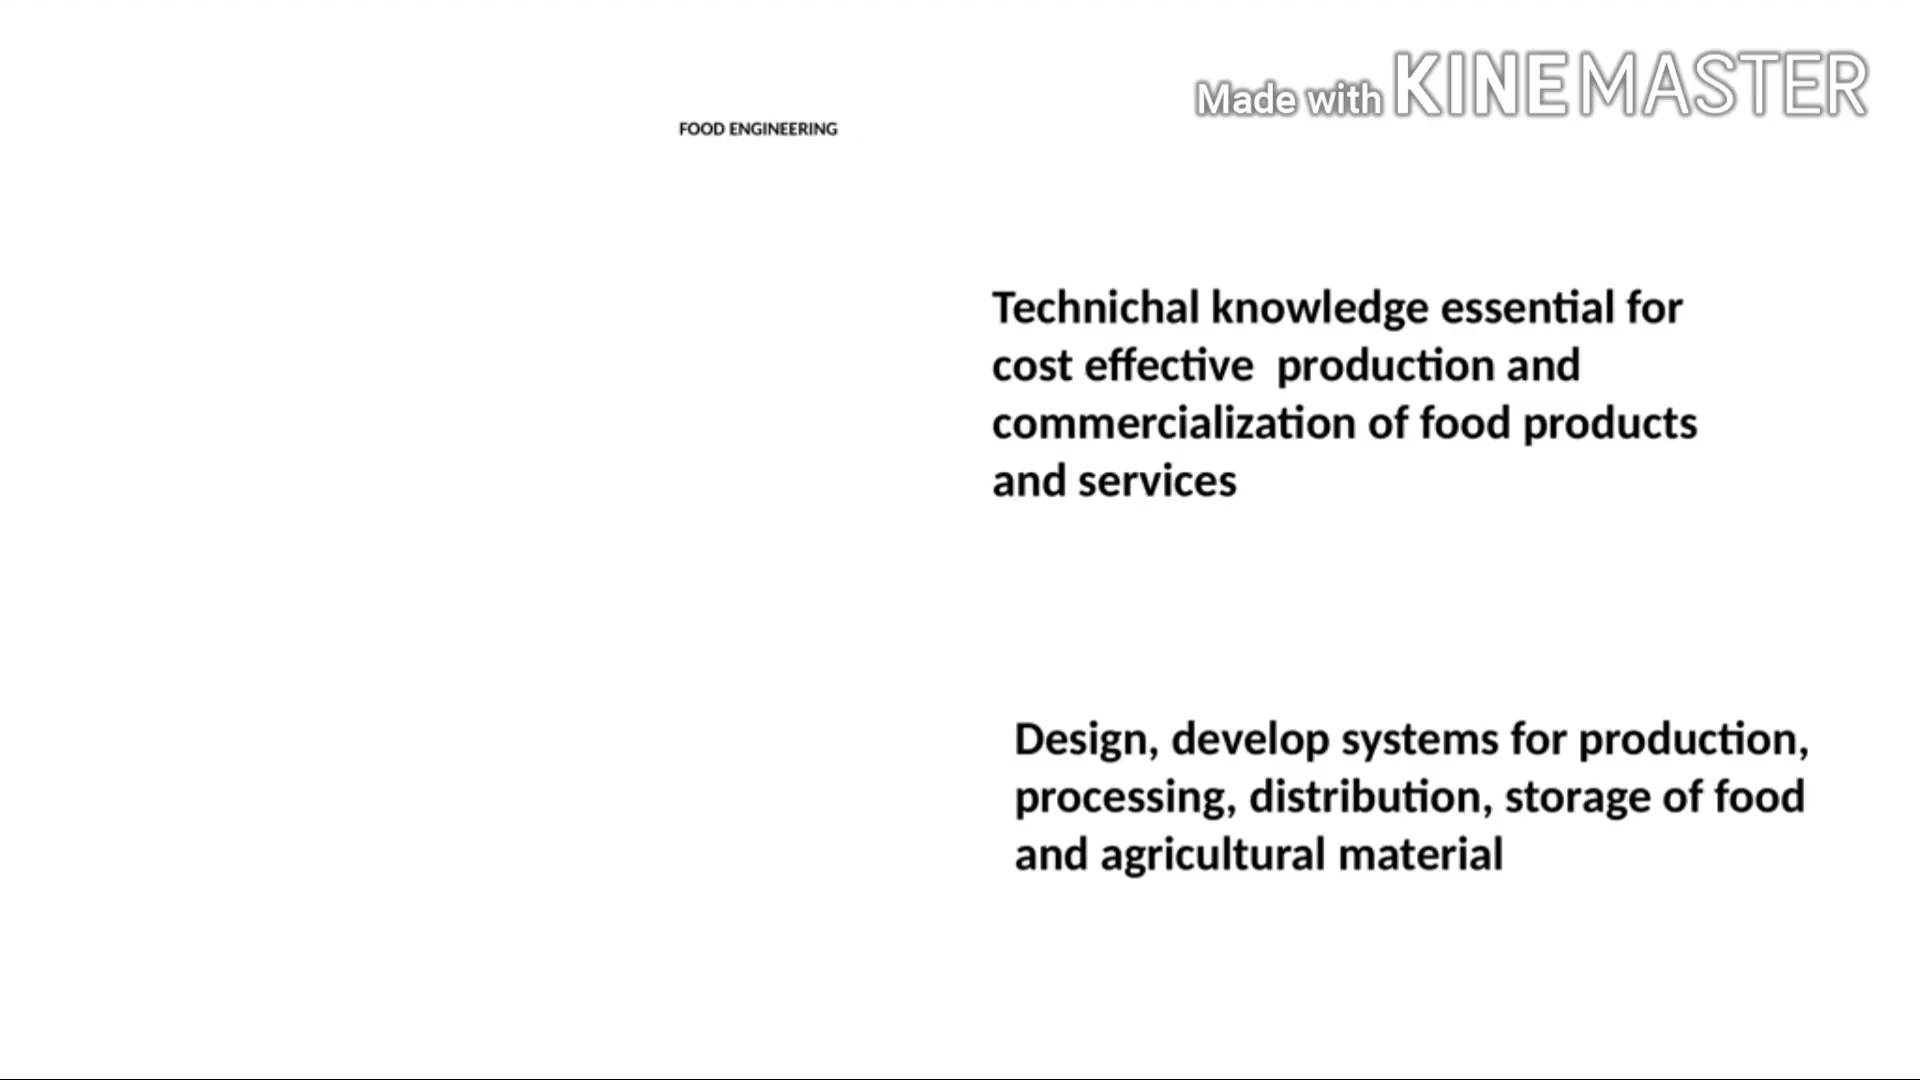 Made with KINEMASTER
FOOD ENGINEERING
Technichal knowledge essential for
cost effective production and
commercialization of food products
and services
Design, develop systems for production,
processing, distribution, storage of food
and agricultural material